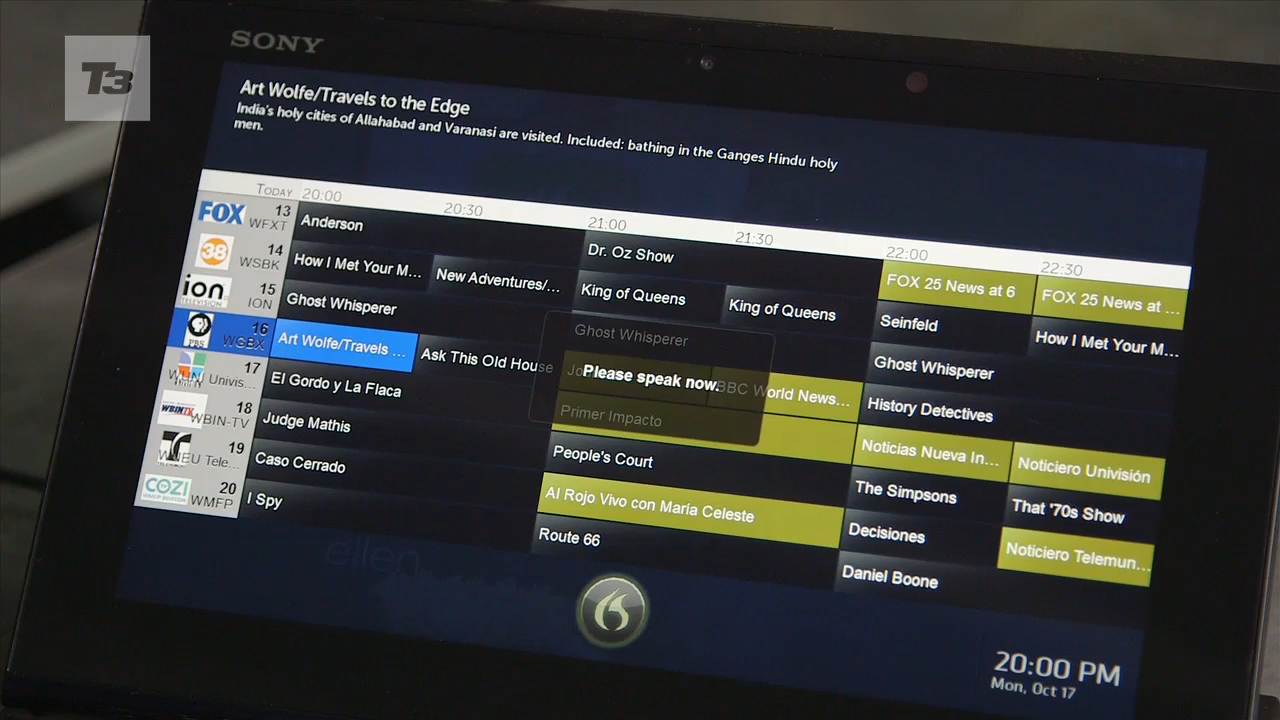 T3
SONY
Art Wolfe/Travels to the Edge
India's holy cities of Allahabad and Varanasi are visited. Included: bathing in the Ganges Hindu holy
men.
TODAY 20:00 20:30 21:00 21:30 22:00 22:30
FOX 13 WFXT Anderson Dr. Oz Show FOX 25 News at 6 FOX 25 News at ...
38 14 WSBK How I Met Your M... New Adventures/... King of Queens King of Queens Seinfeld How I Met Your M...
ion TELEVISION 15 ION Ghost Whisperer Ghost Whisperer Ghost Whisperer
PBS 16 WGBX Art Wolfe/Travels ... Ask This Old House BBC World News... History Detectives
17 Univis... El Gordo y La Flaca Primer Impacto Noticias Nueva In... Noticiero Univisión
WBINTV 18 WBIN-TV Judge Mathis People's Court The Simpsons That '70s Show
19 WNEU Tele... Caso Cerrado Al Rojo Vivo con María Celeste Decisiones Noticiero Telemun...
COZI TV 20 WMFP I Spy Route 66 Daniel Boone
Please speak now.
ellen
20:00 PM
Mon, Oct 17